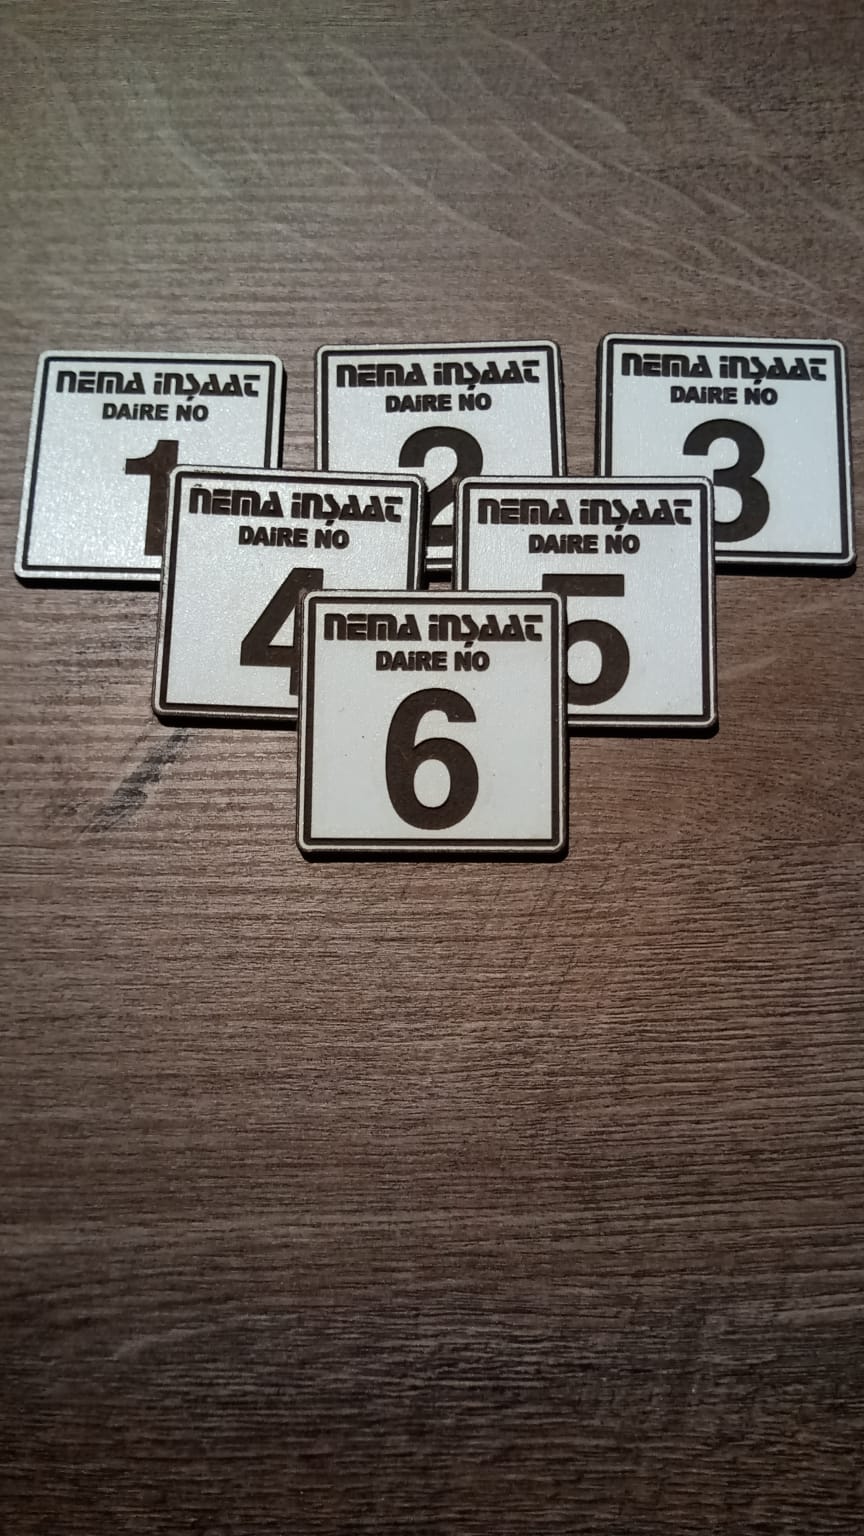 NEMA İNŞAAT
DAİRE NO
1
NEMA İNŞAAT
DAİRE NO
2
NEMA İNŞAAT
DAİRE NO
3
NEMA İNŞAAT
DAİRE NO
4
NEMA İNŞAAT
DAİRE NO
5
NEMA İNŞAAT
DAİRE NO
6